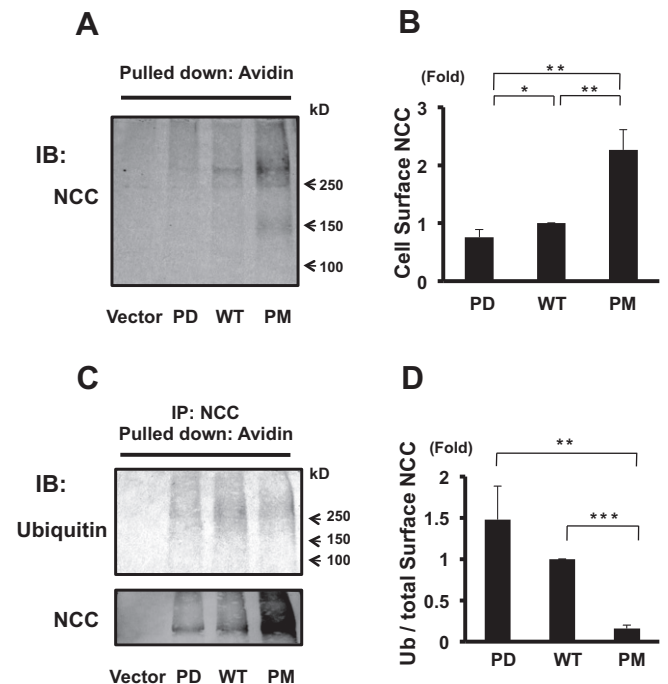 A
Pulled down: Avidin
kD
IB:
NCC
250
150
100
Vector PD WT PM
B
(Fold)
**
* **
Cell Surface NCC
3
2
1
0
PD WT PM
C
IP: NCC
Pulled down: Avidin
kD
IB:
Ubiquitin
250
150
100
NCC
Vector PD WT PM
D
(Fold)
**
***
Ub / total Surface NCC
2
1.5
1
0.5
0
PD WT PM